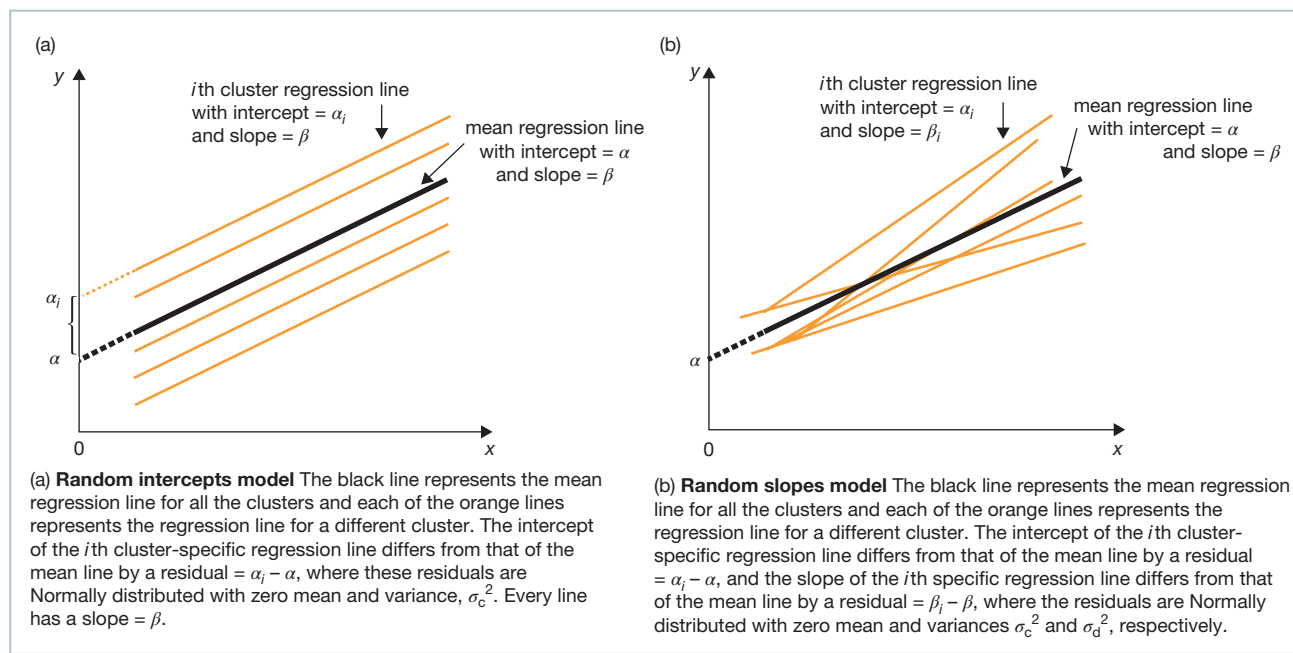 (a)
y
ith cluster regression line
with intercept = αi
and slope = β
mean regression line
with intercept = α
and slope = β
αi
{
α
0
x
(a) Random intercepts model The black line represents the mean
regression line for all the clusters and each of the orange lines
represents the regression line for a different cluster. The intercept
of the ith cluster-specific regression line differs from that of the
mean line by a residual = αi – α, where these residuals are
Normally distributed with zero mean and variance, σc². Every line
has a slope = β.
(b)
y
ith cluster regression line
with intercept = αi
and slope = βi
mean regression line
with intercept = α
and slope = β
α
0
x
(b) Random slopes model The black line represents the mean regression
line for all the clusters and each of the orange lines represents the
regression line for a different cluster. The intercept of the ith cluster-
specific regression line differs from that of the mean line by a residual
= αi – α, and the slope of the ith specific regression line differs from that
of the mean line by a residual = βi – β, where the residuals are Normally
distributed with zero mean and variances σc² and σd², respectively.